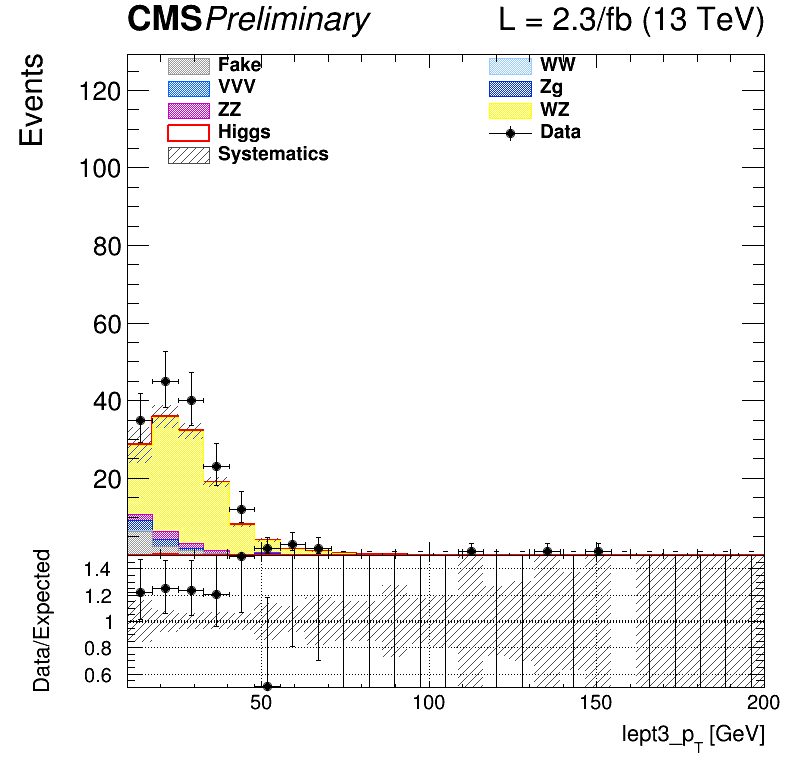 CMSPreliminary L = 2.3/fb (13 TeV)
Events
120
100
80
60
40
20
Fake
VVV
ZZ
Higgs
Systematics
WW
Zg
WZ
Data
Data/Expected
1.4
1.2
1
0.8
0.6
50 100 150 200
lept3_p_T [GeV]